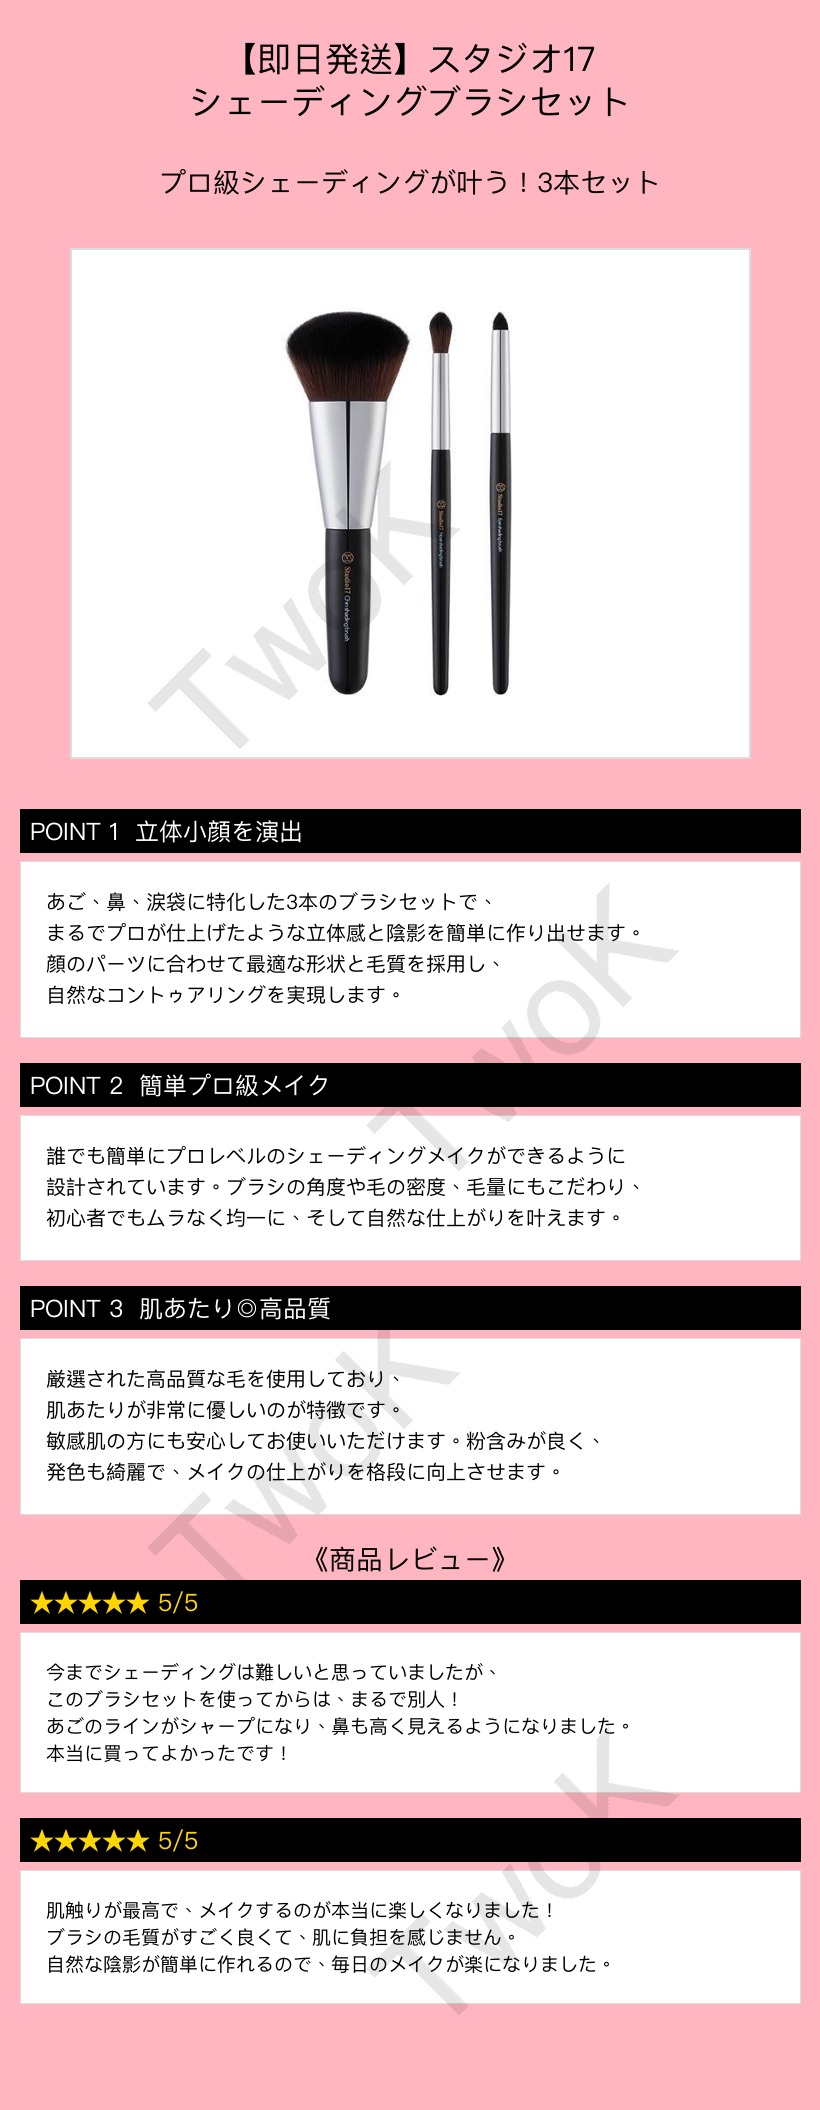 【即日発送】スタジオ17
シェーディングブラシセット
プロ級シェーディングが叶う！3本セット
Studio17 Chin shading brush
Studio17 Nose shading brush
Studio17 Eye shading brush
TwoK
POINT 1 立体小顔を演出
あご、鼻、涙袋に特化した3本のブラシセットで、
まるでプロが仕上げたような立体感と陰影を簡単に作り出せます。
顔のパーツに合わせて最適な形状と毛質を採用し、
自然なコントゥアリングを実現します。
TwoK
POINT 2 簡単プロ級メイク
誰でも簡単にプロレベルのシェーディングメイクができるように
設計されています。ブラシの角度や毛の密度、毛量にもこだわり、
初心者でもムラなく均一に、そして自然な仕上がりを叶えます。
POINT 3 肌あたり◎高品質
厳選された高品質な毛を使用しており、
肌あたりが非常に優しいのが特徴です。
敏感肌の方にも安心してお使いいただけます。粉含みが良く、
発色も綺麗で、メイクの仕上がりを格段に向上させます。
TwoK
《商品レビュー》
★★★★★ 5/5
今までシェーディングは難しいと思っていましたが、
このブラシセットを使ってからは、まるで別人！
あごのラインがシャープになり、鼻も高く見えるようになりました。
本当に買ってよかったです！
★★★★★ 5/5
肌触りが最高で、メイクするのが本当に楽しくなりました！
ブラシの毛質がすごく良くて、肌に負担を感じません。
自然な陰影が簡単に作れるので、毎日のメイクが楽になりました。
TwoK